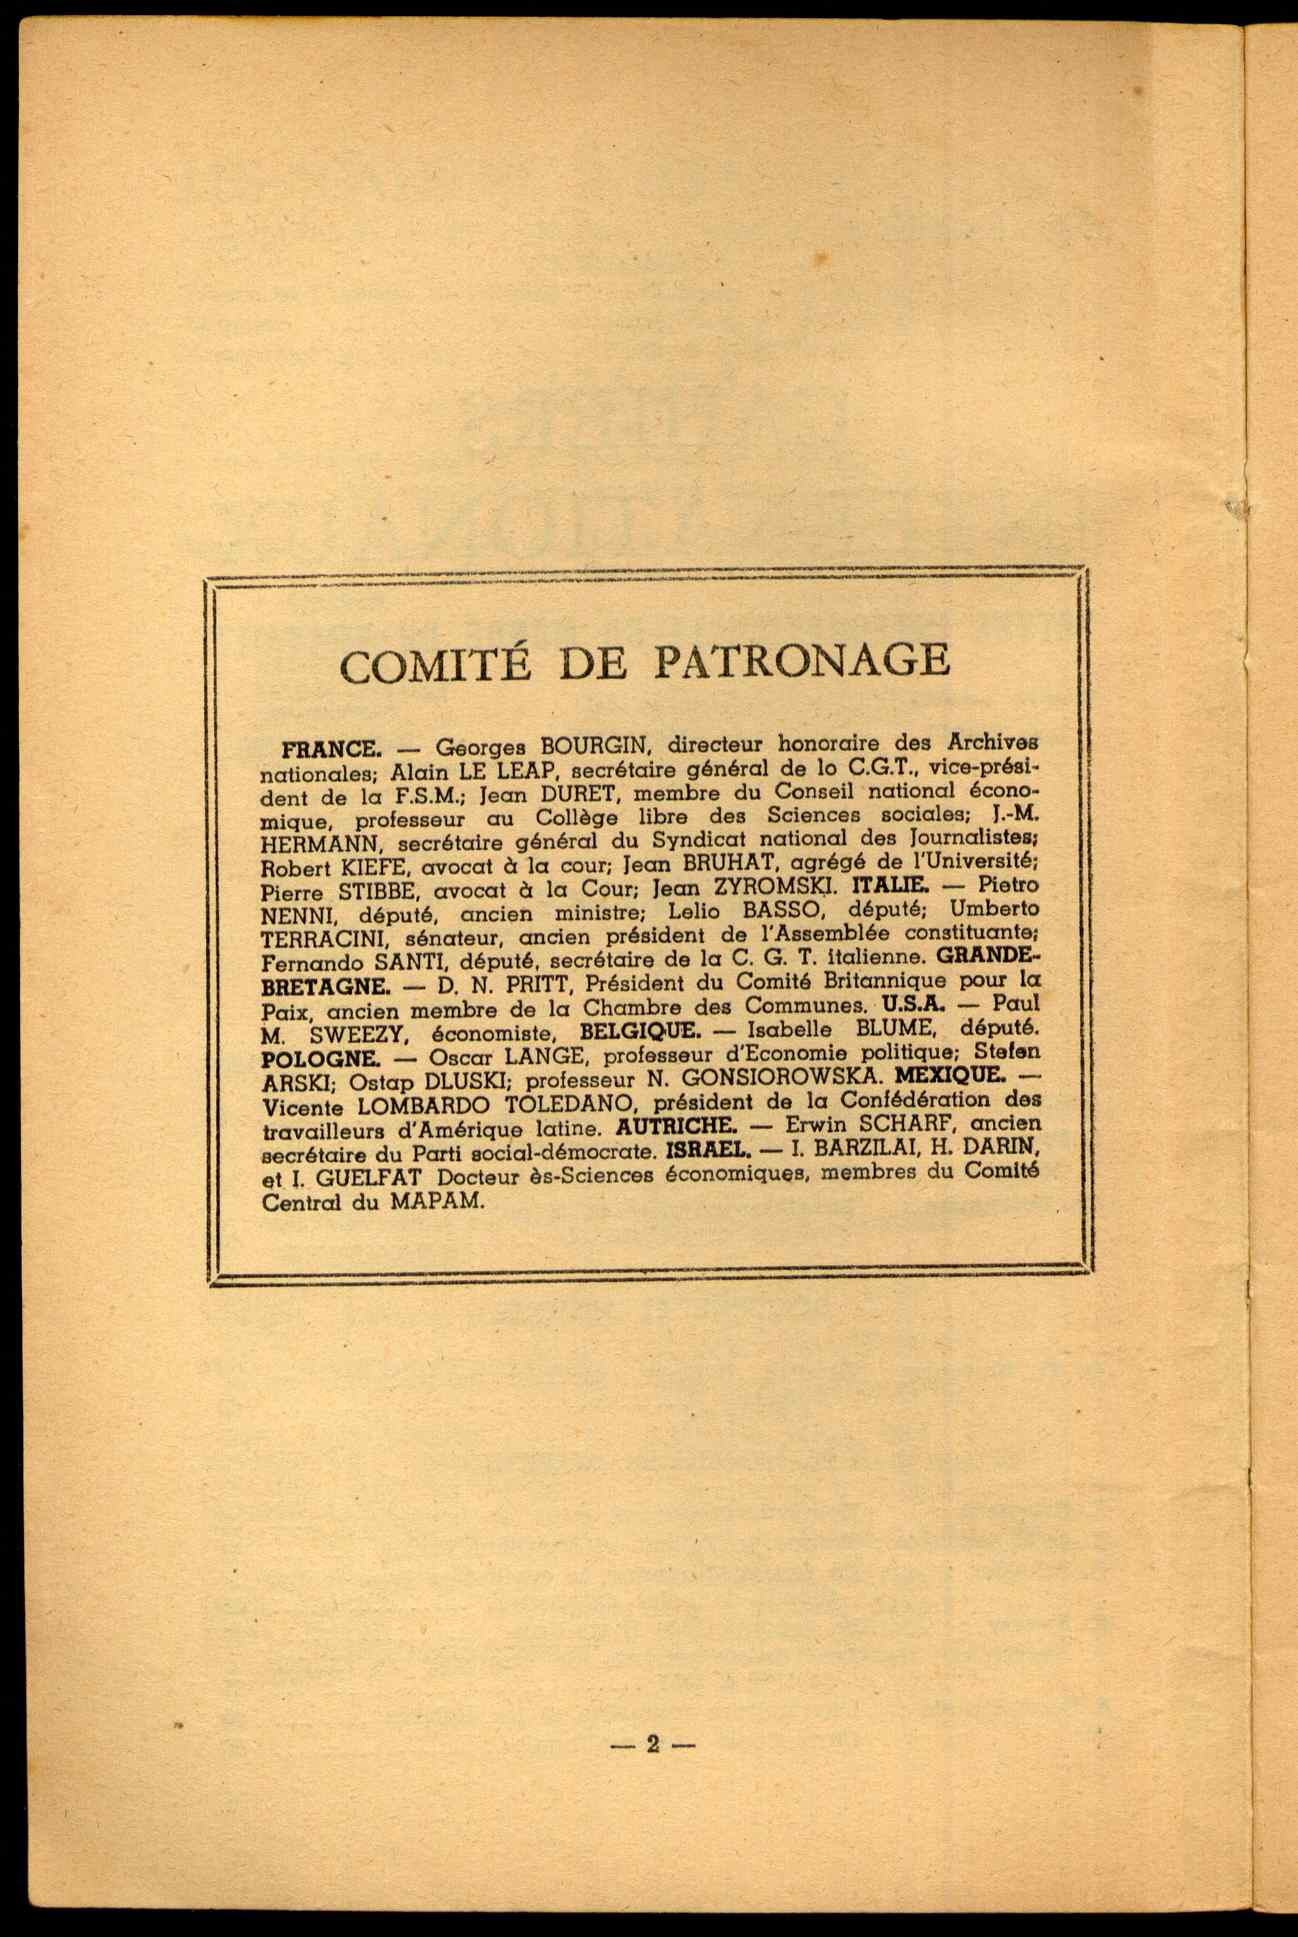 COMITÉ DE PATRONAGE
FRANCE. — Georges BOURGIN, directeur honoraire des Archives
nationales; Alain LE LEAP, secrétaire général de lo C.G.T., vice-prési-
dent de la F.S.M.; Jean DURET, membre du Conseil national écono-
mique, professeur au Collège libre des Sciences sociales; J.-M.
HERMANN, secrétaire général du Syndicat national des Journalistes;
Robert KIEFE, avocat à la cour; Jean BRUHAT, agrégé de l'Université;
Pierre STIBBE, avocat à la Cour; Jean ZYROMSKI. ITALIE. — Pietro
NENNI, député, ancien ministre; Lelio BASSO, député; Umberto
TERRACINI, sénateur, ancien président de l'Assemblée constituante;
Fernando SANTI, député, secrétaire de la C. G. T. italienne. GRANDE-
BRETAGNE. — D. N. PRITT, Président du Comité Britannique pour la
Paix, ancien membre de la Chambre des Communes. U.S.A. — Paul
M. SWEEZY, économiste, BELGIQUE. — Isabelle BLUME, député.
POLOGNE. — Oscar LANGE, professeur d'Economie politique; Stefen
ARSKI; Ostap DLUSKI; professeur N. GONSIOROWSKA. MEXIQUE. —
Vicente LOMBARDO TOLEDANO, président de la Confédération des
travailleurs d'Amérique latine. AUTRICHE. — Erwin SCHARF, ancien
secrétaire du Parti social-démocrate. ISRAEL. — I. BARZILAI, H. DARIN,
et I. GUELFAT Docteur ès-Sciences économiques, membres du Comité
Central du MAPAM.
— 2 —